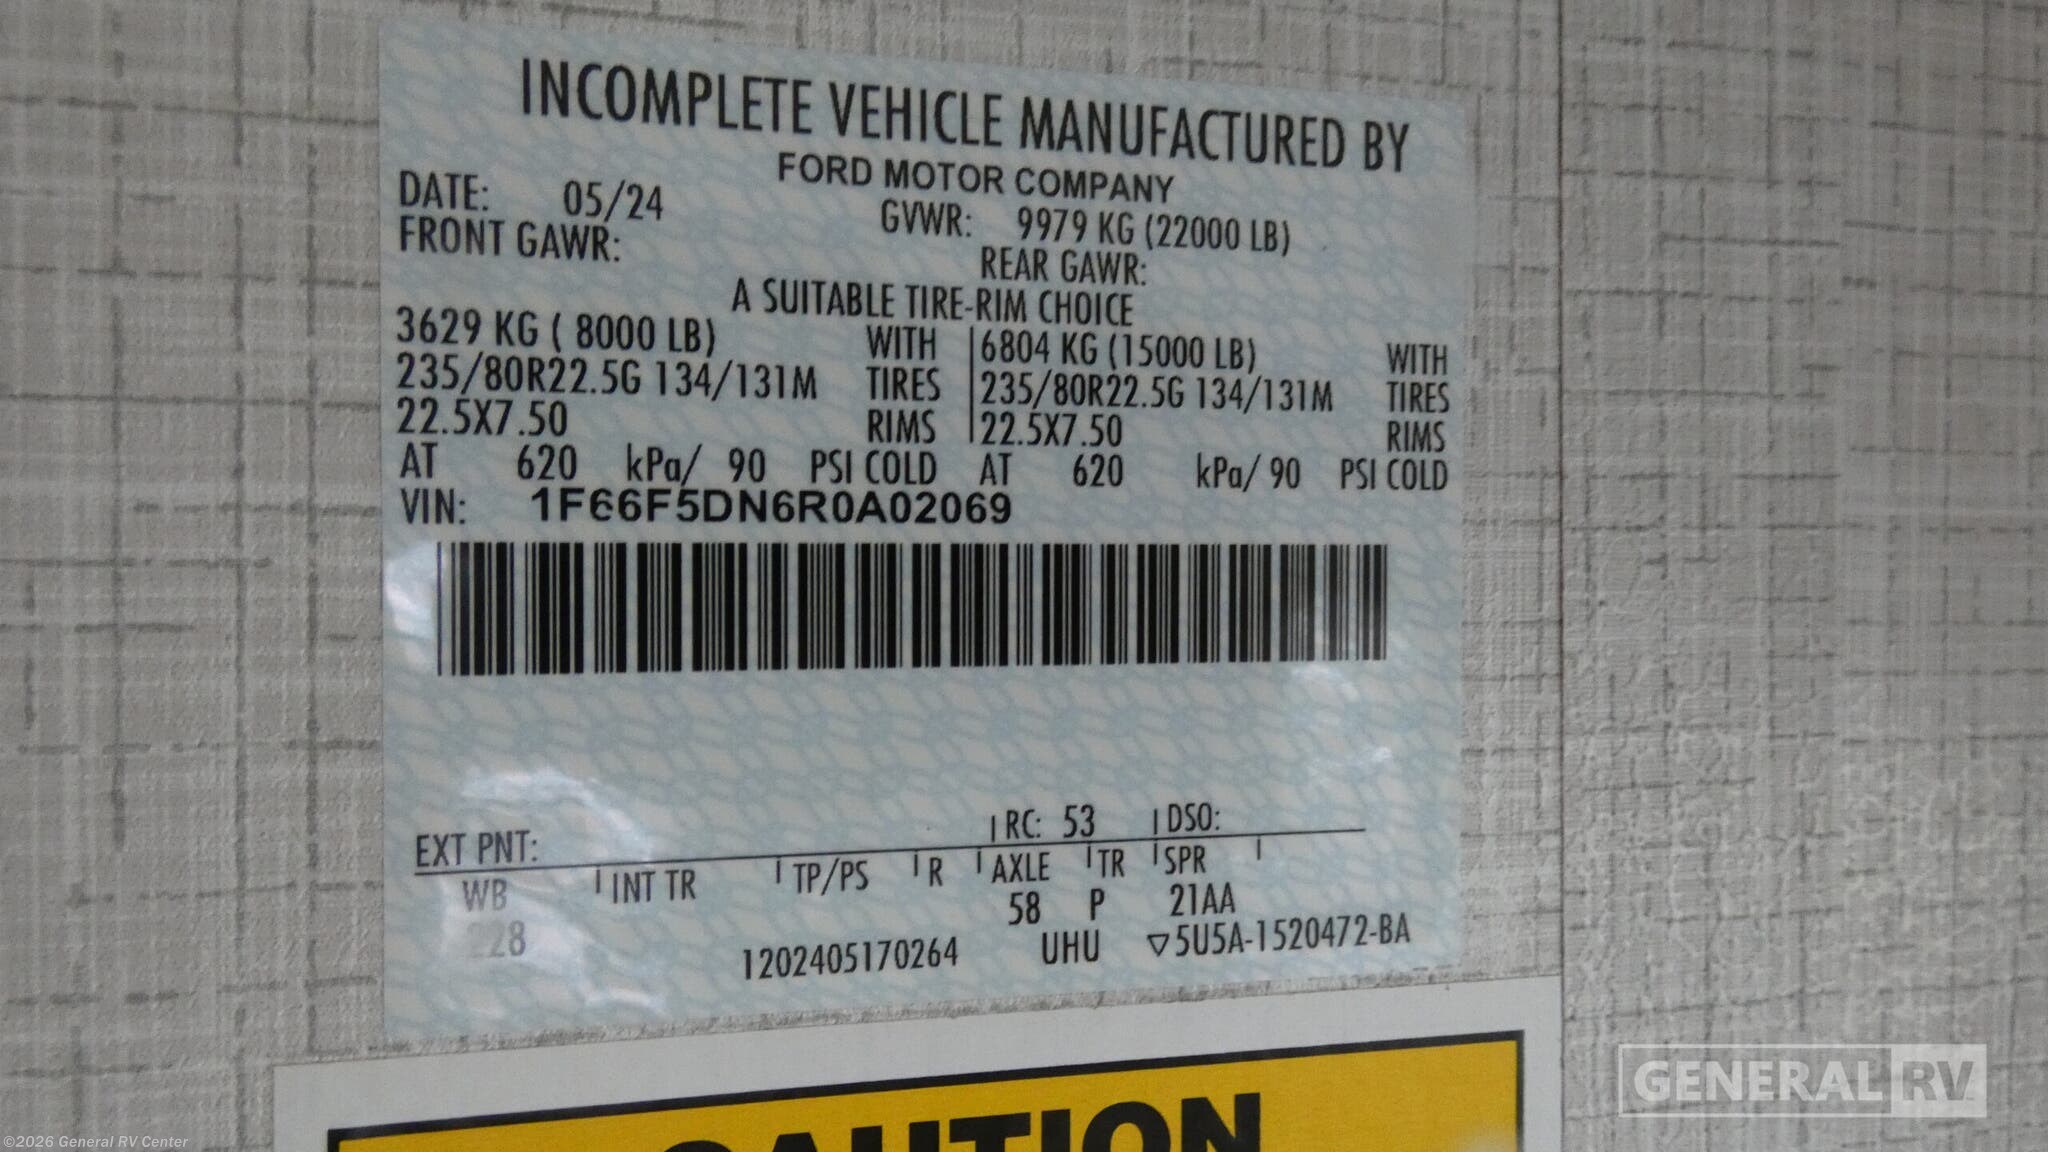 INCOMPLETE VEHICLE MANUFACTURED BY
FORD MOTOR COMPANY
DATE: 05/24 GVWR: 9979 KG (22000 LB)
FRONT GAWR: REAR GAWR:
A SUITABLE TIRE-RIM CHOICE
3629 KG ( 8000 LB) WITH 6804 KG (15000 LB) WITH
235/80R22.5G 134/131M TIRES 235/80R22.5G 134/131M TIRES
22.5X7.50 RIMS 22.5X7.50 RIMS
AT 620 kPa/ 90 PSI COLD AT 620 kPa/ 90 PSI COLD
VIN: 1F66F5DN6R0A02069
EXT PNT: RC: 53 DSO:
WB INT TR TP/PS R AXLE TR SPR
228 58 P 21AA
1202405170264 UHU ▽5U5A-1520472-BA
CAUTION
GENERAL RV
©2026 General RV Center